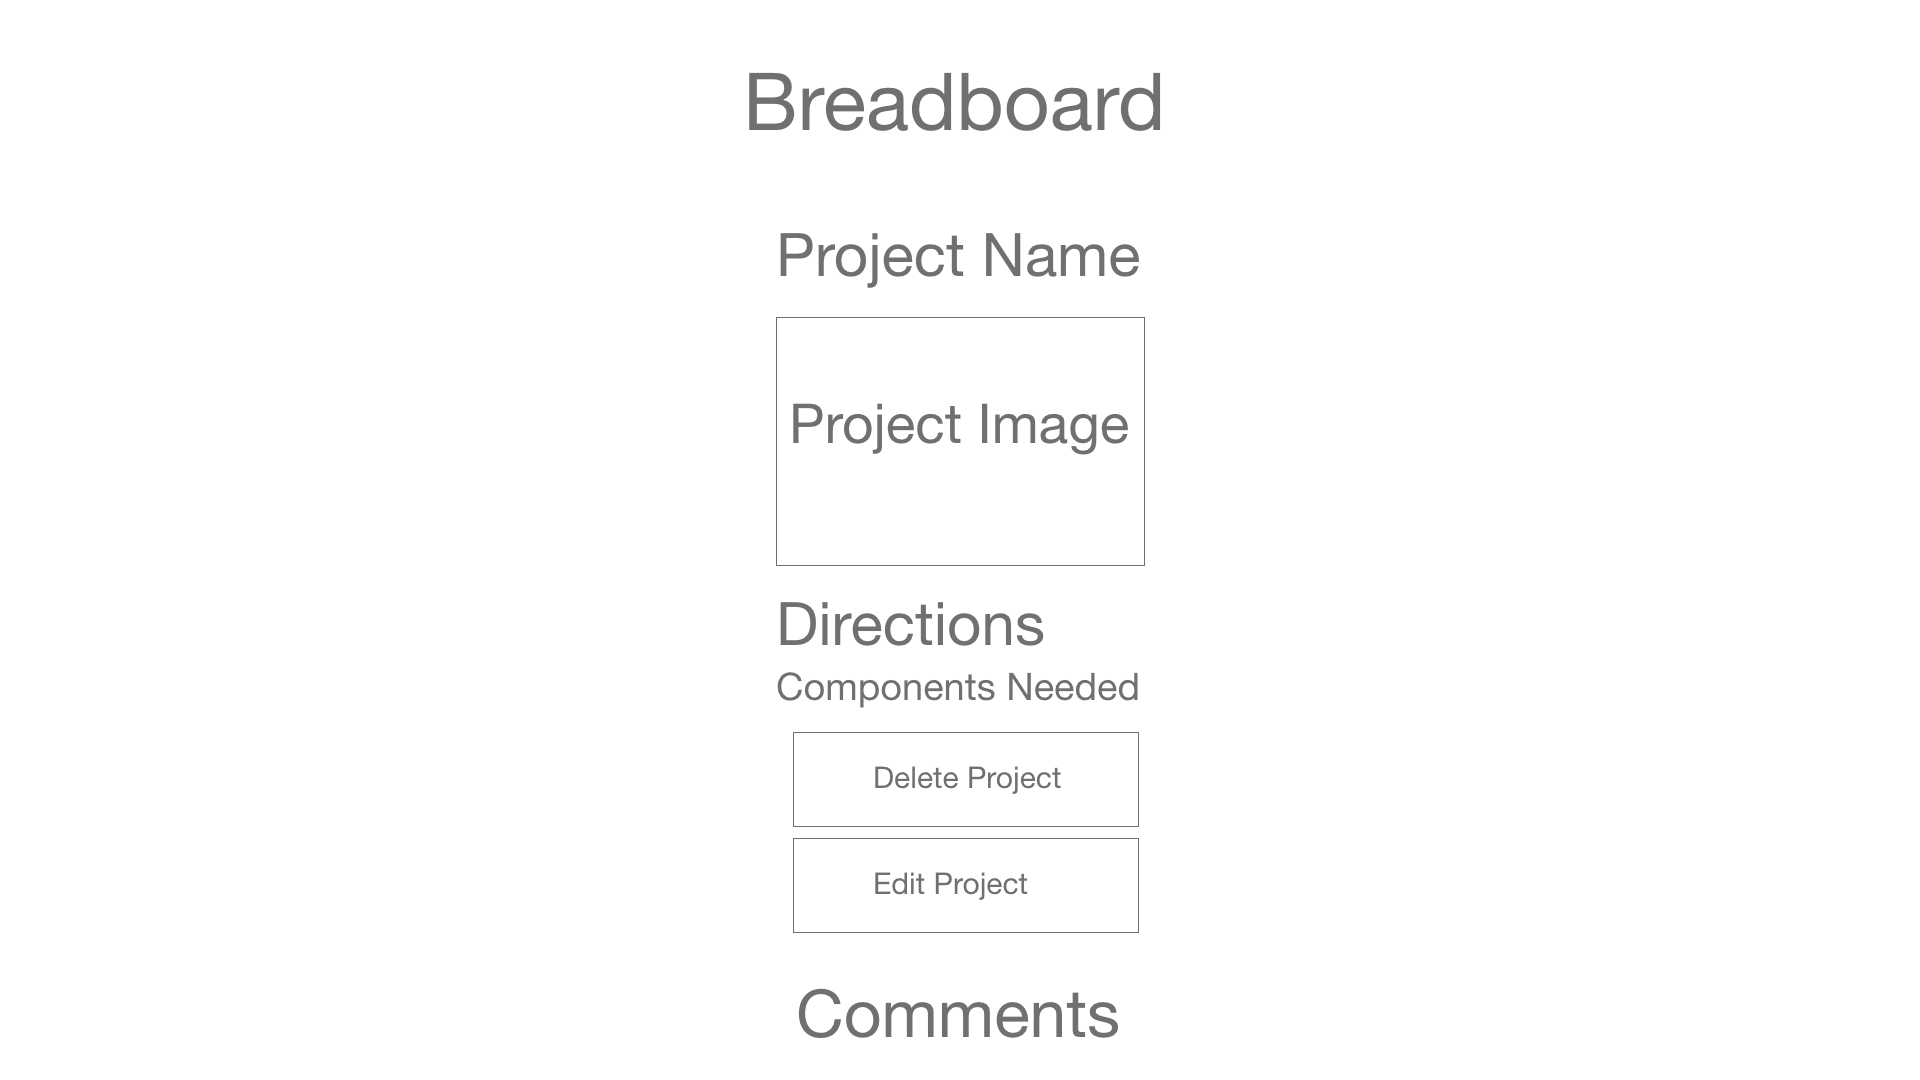 Breadboard
Project Name
Project Image
Directions
Components Needed
Delete Project
Edit Project
Comments